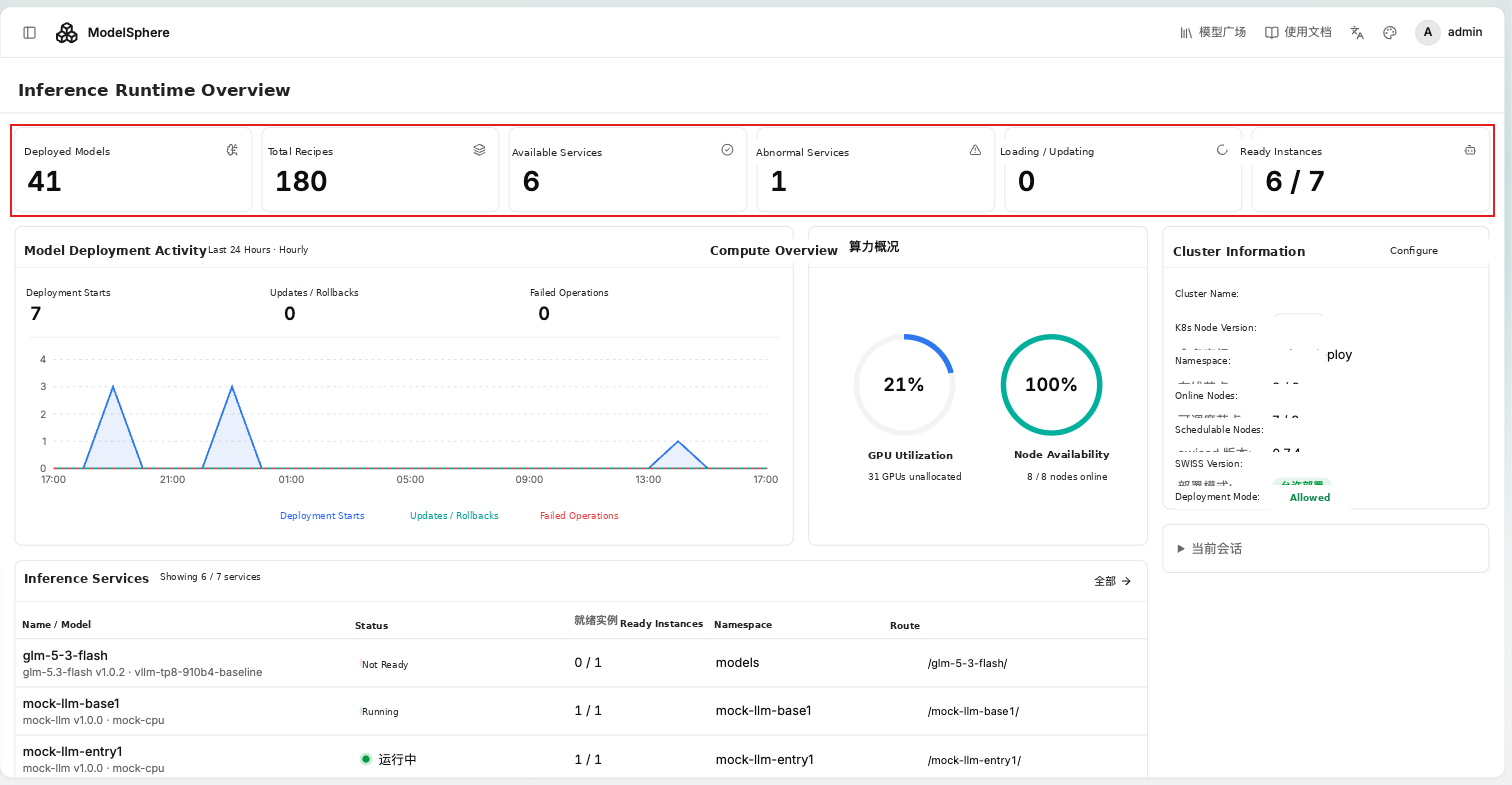 ModelSphere
模型广场 使用文档 A admin
Inference Runtime Overview
Deployed Models
41
Total Recipes
180
Available Services
6
Abnormal Services
1
Loading / Updating
0
Ready Instances
6 / 7
Model Deployment Activity Last 24 Hours · Hourly
Deployment Starts
7
Updates / Rollbacks
0
Failed Operations
0
4
3
2
1
0
17:00 21:00 01:00 05:00 09:00 13:00 17:00
Deployment Starts Updates / Rollbacks Failed Operations
Compute Overview 算力概况
21%
GPU Utilization
31 GPUs unallocated
100%
Node Availability
8 / 8 nodes online
Cluster Information Configure
Cluster Name:
K8s Node Version:
ploy
Namespace:
Online Nodes:
Schedulable Nodes:
SWISS Version:
Deployment Mode: Allowed
当前会话
Inference Services Showing 6 / 7 services 全部
Name / Model Status 就绪实例 Ready Instances Namespace Route
glm-5-3-flash
glm-5.3-flash v1.0.2 · vllm-tp8-910b4-baseline
Not Ready 0 / 1 models /glm-5-3-flash/
mock-llm-base1
mock-llm v1.0.0 · mock-cpu
Running 1 / 1 mock-llm-base1 /mock-llm-base1/
mock-llm-entry1
mock-llm v1.0.0 · mock-cpu
运行中 1 / 1 mock-llm-entry1 /mock-llm-entry1/